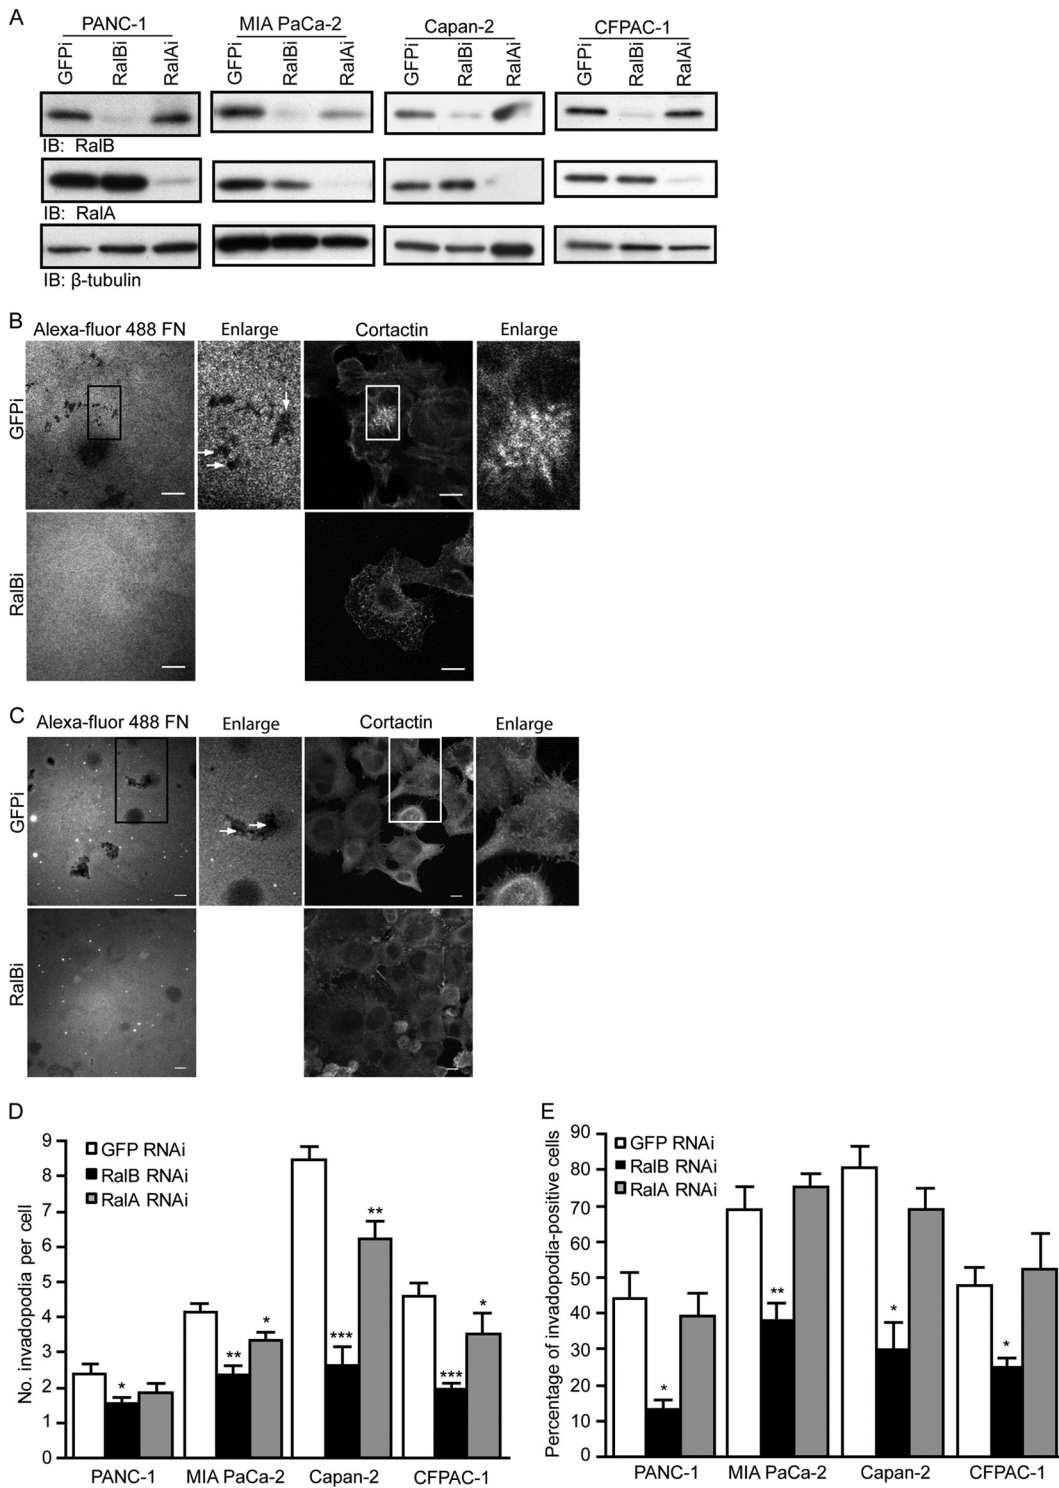 A
PANC-1 MIA PaCa-2 Capan-2 CFPAC-1
GFPi RalBi RalAi GFPi RalBi RalAi GFPi RalBi RalAi GFPi RalBi RalAi
IB: RalB
IB: RalA
IB: β-tubulin
B
Alexa-fluor 488 FN Enlarge Cortactin Enlarge
GFPi
RalBi
C
Alexa-fluor 488 FN Enlarge Cortactin Enlarge
GFPi
RalBi
D
No. invadopodia per cell
9
8
7
6
5
4
3
2
1
0
GFP RNAi
RalB RNAi
RalA RNAi
* ** * *** ** *** *
PANC-1 MIA PaCa-2 Capan-2 CFPAC-1
E
Percentage of invadopodia-positive cells
90
80
70
60
50
40
30
20
10
0
GFP RNAi
RalB RNAi
RalA RNAi
* ** * *
PANC-1 MIA PaCa-2 Capan-2 CFPAC-1